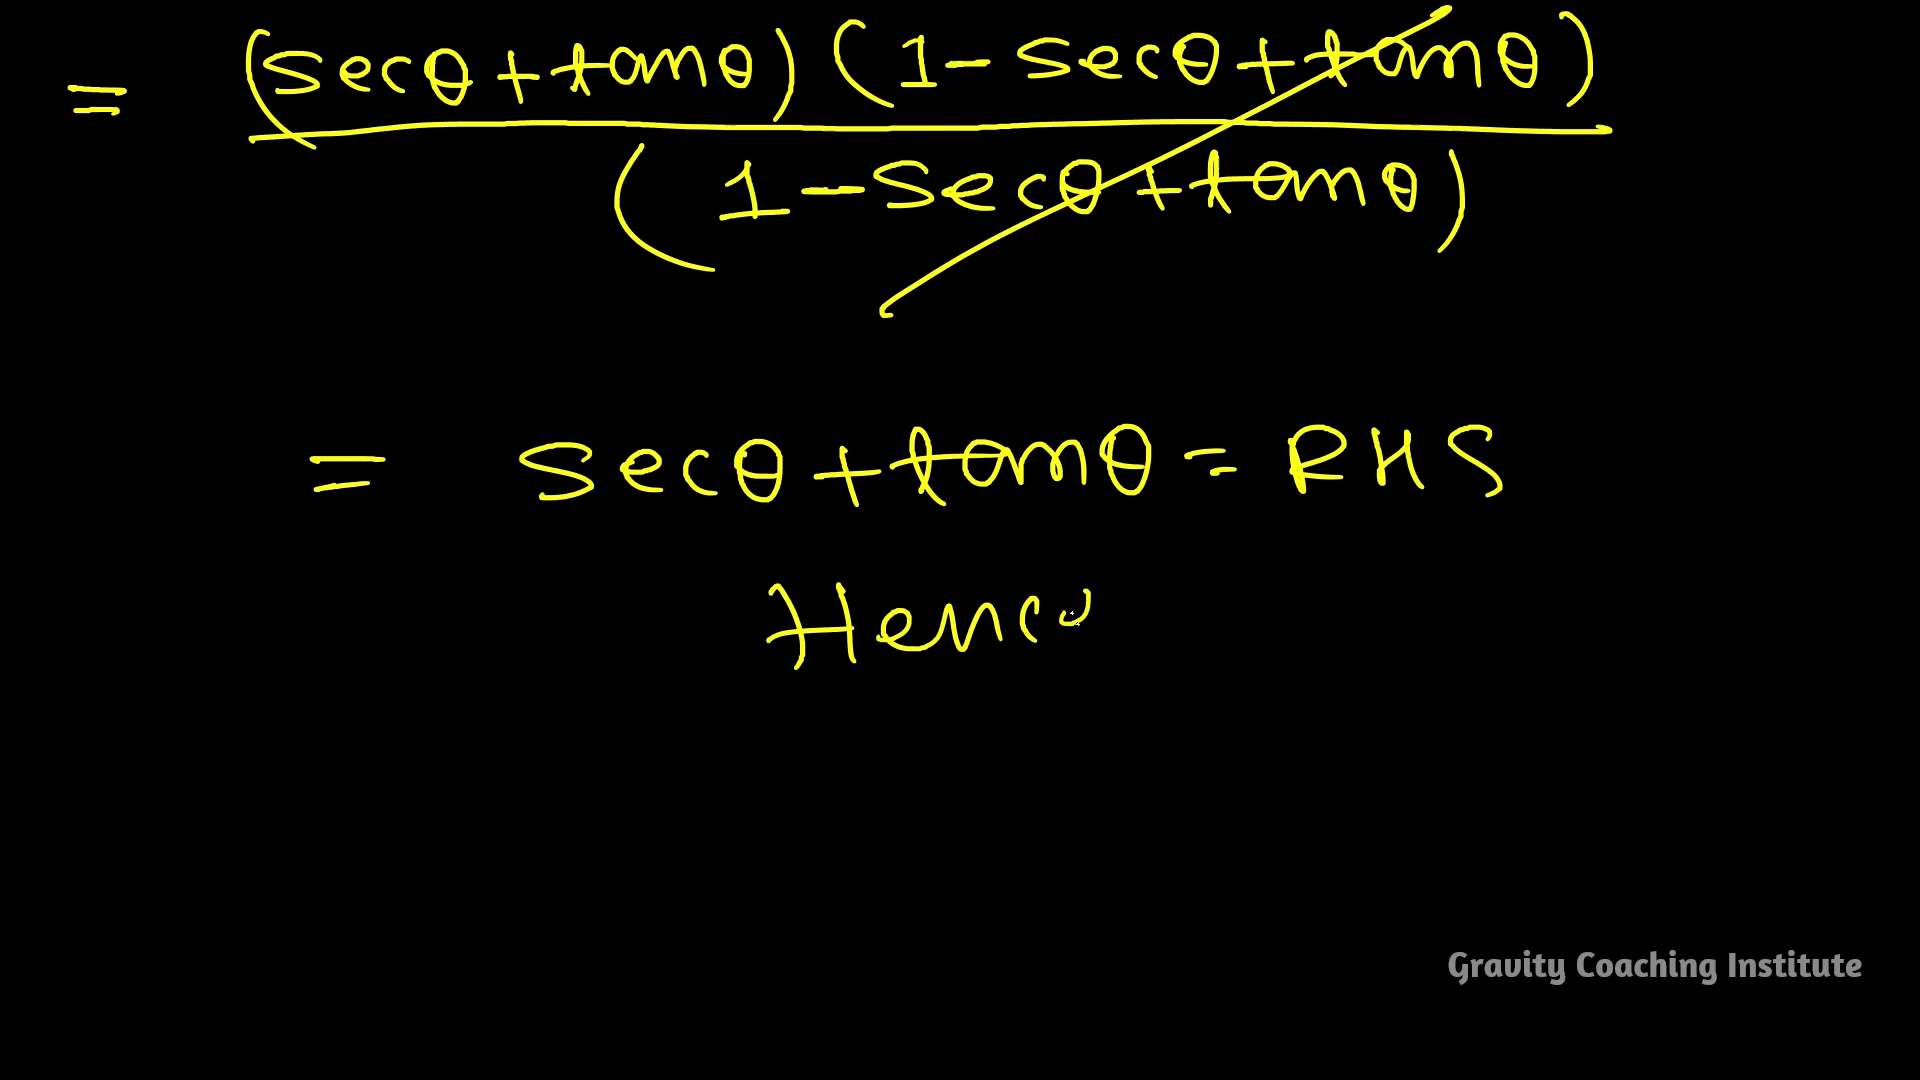 = (secθ + tanθ) (1 - secθ + tanθ)
(1 - secθ + tanθ)
= secθ + tanθ = RHS
Henc
Gravity Coaching Institute